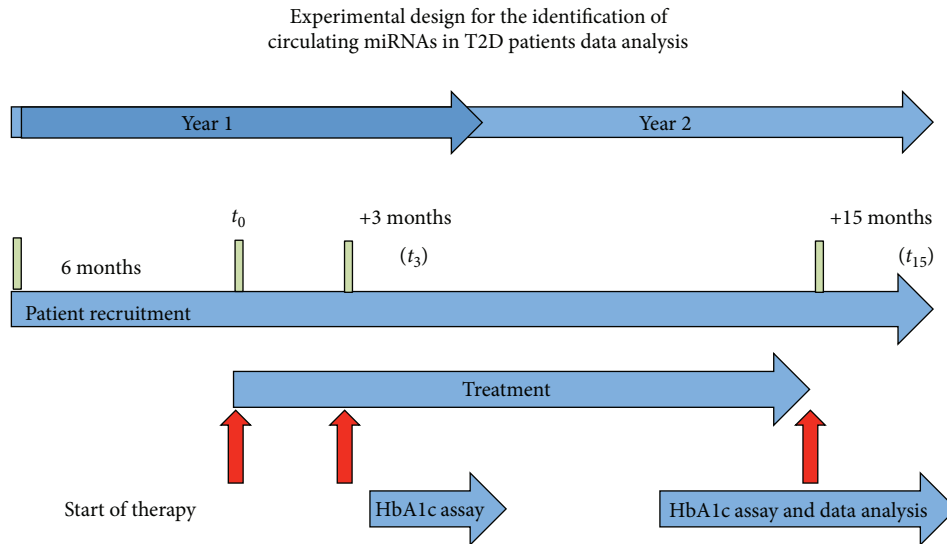 Experimental design for the identification of
circulating miRNAs in T2D patients data analysis
Year 1
Year 2
t0
+3 months
(t3)
+15 months
(t15)
6 months
Patient recruitment
Treatment
Start of therapy
HbA1c assay
HbA1c assay and data analysis